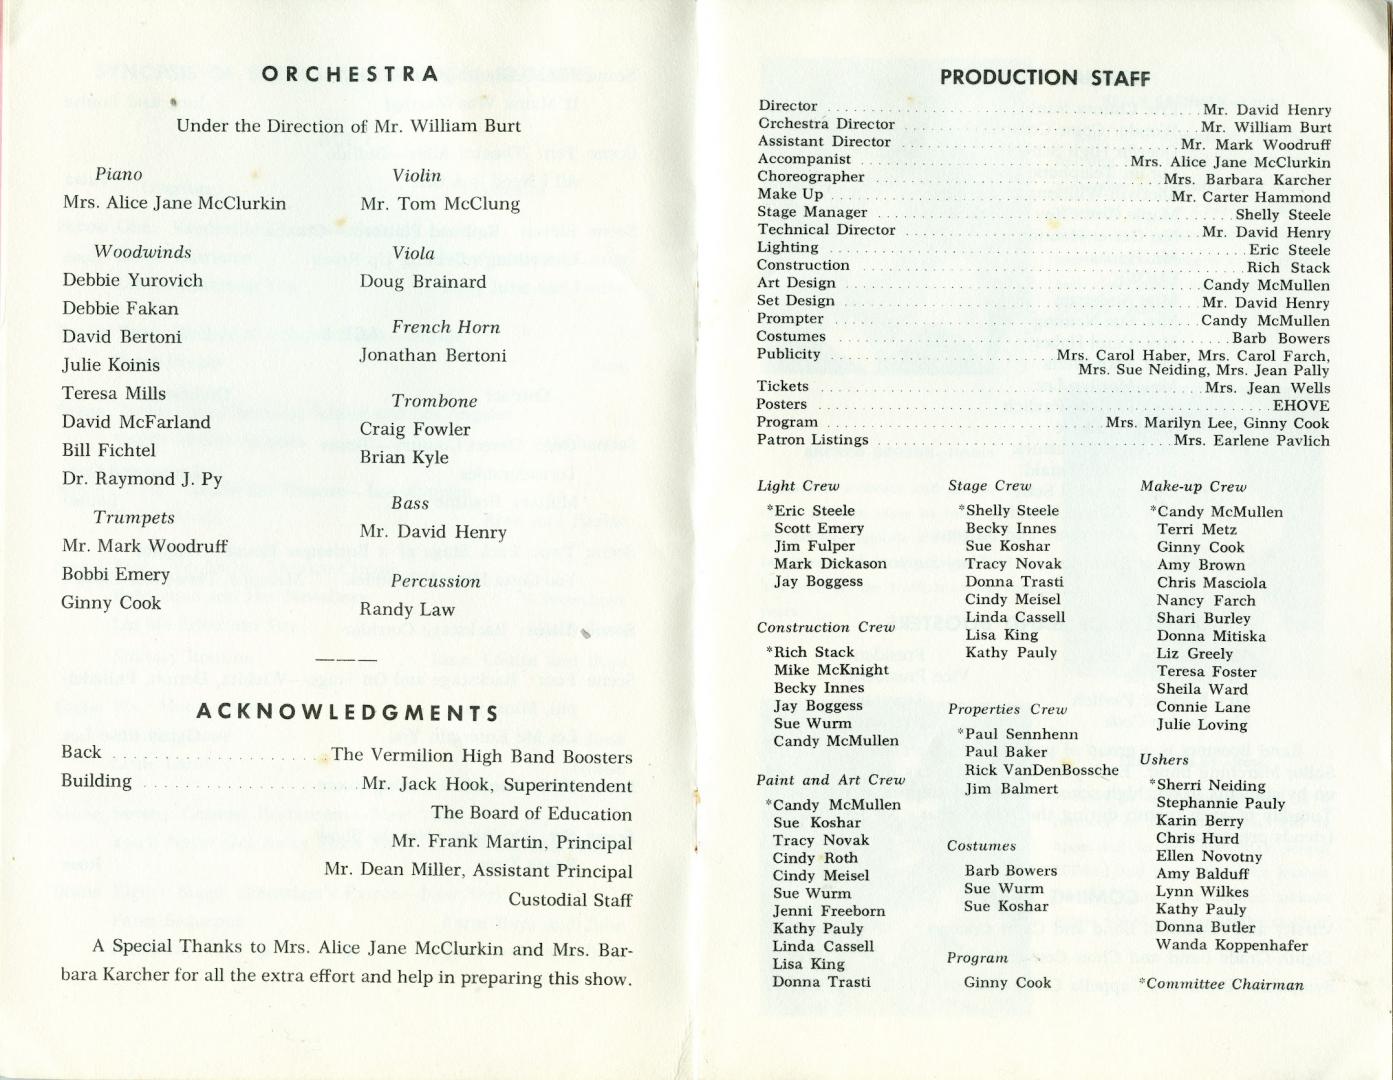 ORCHESTRA
Under the Direction of Mr. William Burt
Piano
Mrs. Alice Jane McClurkin
Woodwinds
Debbie Yurovich
Debbie Fakan
David Bertoni
Julie Koinis
Teresa Mills
David McFarland
Bill Fichtel
Dr. Raymond J. Py
Trumpets
Mr. Mark Woodruff
Bobbi Emery
Ginny Cook
Violin
Mr. Tom McClung
Viola
Doug Brainard
French Horn
Jonathan Bertoni
Trombone
Craig Fowler
Brian Kyle
Bass
Mr. David Henry
Percussion
Randy Law
ACKNOWLEDGMENTS
Back . . . . . . . . . . . . . . . . The Vermilion High Band Boosters
Building . . . . . . . . . . . . . . . . Mr. Jack Hook, Superintendent
The Board of Education
Mr. Frank Martin, Principal
Mr. Dean Miller, Assistant Principal
Custodial Staff
A Special Thanks to Mrs. Alice Jane McClurkin and Mrs. Bar-
bara Karcher for all the extra effort and help in preparing this show.
PRODUCTION STAFF
Director . . . . . . . . Mr. David Henry
Orchestra Director . . . . . . . . Mr. William Burt
Assistant Director . . . . . . . . Mr. Mark Woodruff
Accompanist . . . . . . . . Mrs. Alice Jane McClurkin
Choreographer . . . . . . . . Mrs. Barbara Karcher
Make Up . . . . . . . . Mr. Carter Hammond
Stage Manager . . . . . . . . Shelly Steele
Technical Director . . . . . . . . Mr. David Henry
Lighting . . . . . . . . Eric Steele
Construction . . . . . . . . Rich Stack
Art Design . . . . . . . . Candy McMullen
Set Design . . . . . . . . Mr. David Henry
Prompter . . . . . . . . Candy McMullen
Costumes . . . . . . . . Barb Bowers
Publicity . . . . . . . . Mrs. Carol Haber, Mrs. Carol Farch,
Mrs. Sue Neiding, Mrs. Jean Pally
Tickets . . . . . . . . Mrs. Jean Wells
Posters . . . . . . . . EHOVE
Program . . . . . . . . Mrs. Marilyn Lee, Ginny Cook
Patron Listings . . . . . . . . Mrs. Earlene Pavlich
Light Crew
*Eric Steele
Scott Emery
Jim Fulper
Mark Dickason
Jay Boggess
Construction Crew
*Rich Stack
Mike McKnight
Becky Innes
Jay Boggess
Sue Wurm
Candy McMullen
Paint and Art Crew
*Candy McMullen
Sue Koshar
Tracy Novak
Cindy Roth
Cindy Meisel
Sue Wurm
Jenni Freeborn
Kathy Pauly
Linda Cassell
Lisa King
Donna Trasti
Stage Crew
*Shelly Steele
Becky Innes
Sue Koshar
Tracy Novak
Donna Trasti
Cindy Meisel
Linda Cassell
Lisa King
Kathy Pauly
Properties Crew
*Paul Sennhenn
Paul Baker
Rick VanDenBossche
Jim Balmert
Costumes
Barb Bowers
Sue Wurm
Sue Koshar
Program
Ginny Cook
Make-up Crew
*Candy McMullen
Terri Metz
Ginny Cook
Amy Brown
Chris Masciola
Nancy Farch
Shari Burley
Donna Mitiska
Liz Greely
Teresa Foster
Sheila Ward
Connie Lane
Julie Loving
Ushers
*Sherri Neiding
Stephannie Pauly
Karin Berry
Chris Hurd
Ellen Novotny
Amy Balduff
Lynn Wilkes
Kathy Pauly
Donna Butler
Wanda Koppenhafer
*Committee Chairman